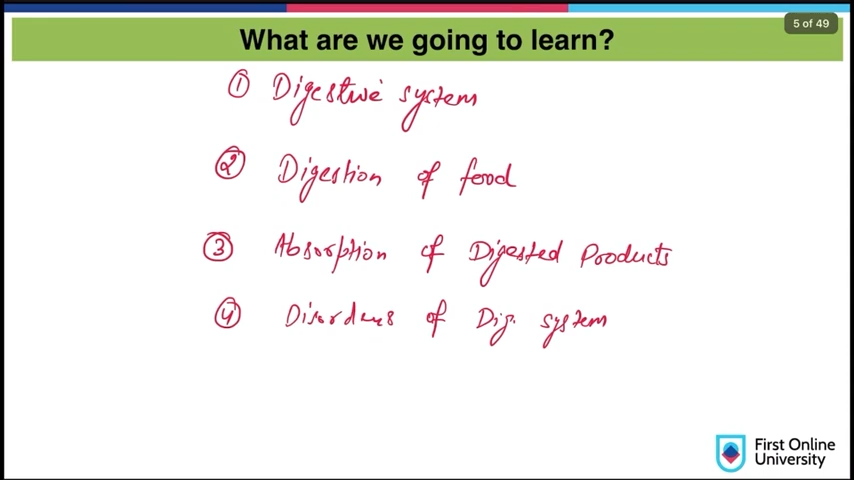 5 of 49
What are we going to learn?
① Digestive system
② Digestion of food
③ Absorption of Digested Products
④ Disorders of Dig. system
First Online
University